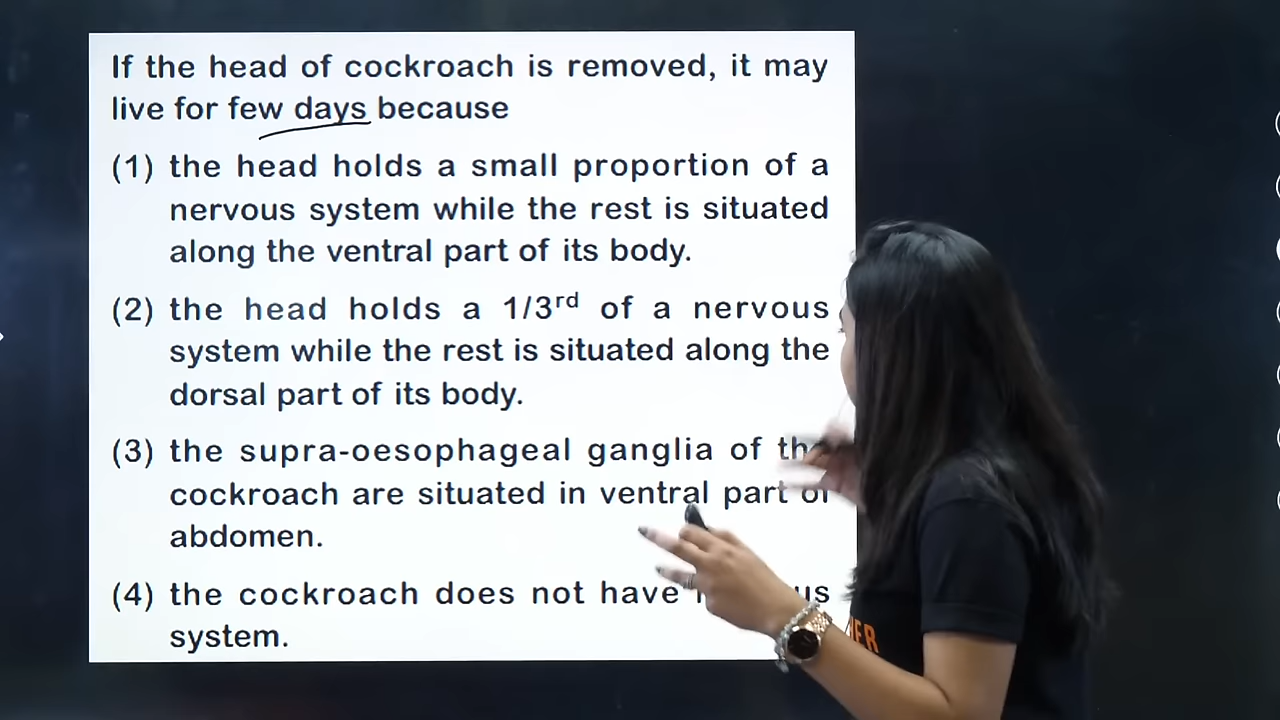 If the head of cockroach is removed, it may
live for few days because
(1) the head holds a small proportion of a
nervous system while the rest is situated
along the ventral part of its body.
(2) the head holds a 1/3rd of a nervous
system while the rest is situated along the
dorsal part of its body.
(3) the supra-oesophageal ganglia of the
cockroach are situated in ventral part of
abdomen.
(4) the cockroach does not have
system.